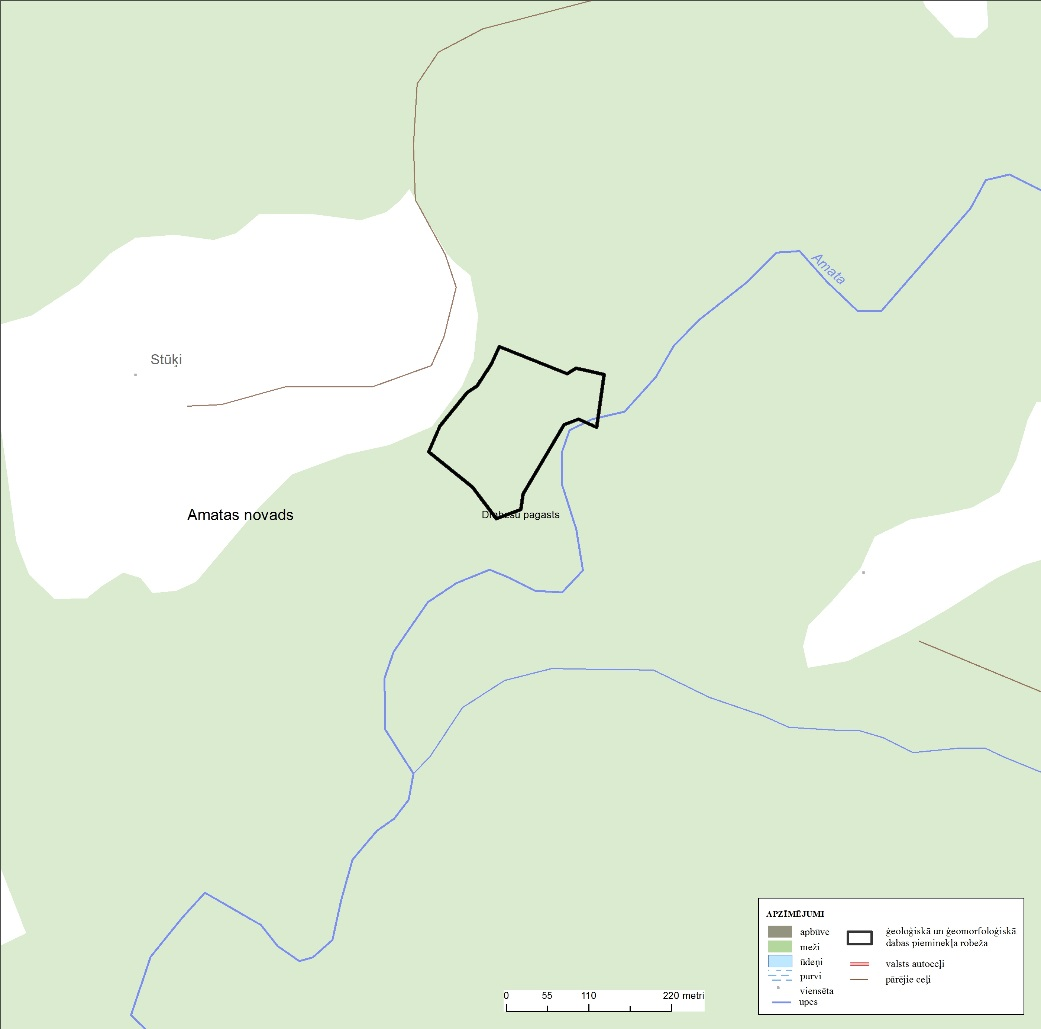 Amata
Stūķi
Amatas novads
Drabešu pagasts
APZĪMĒJUMI
apbūve
meži
ūdeņi
purvi
viensēta
upes
ģeoloģiskā un ģeomorfoloģiskā
dabas pieminekļa robeža
valsts autoceļi
pārējie ceļi
0 55 110 220 metri